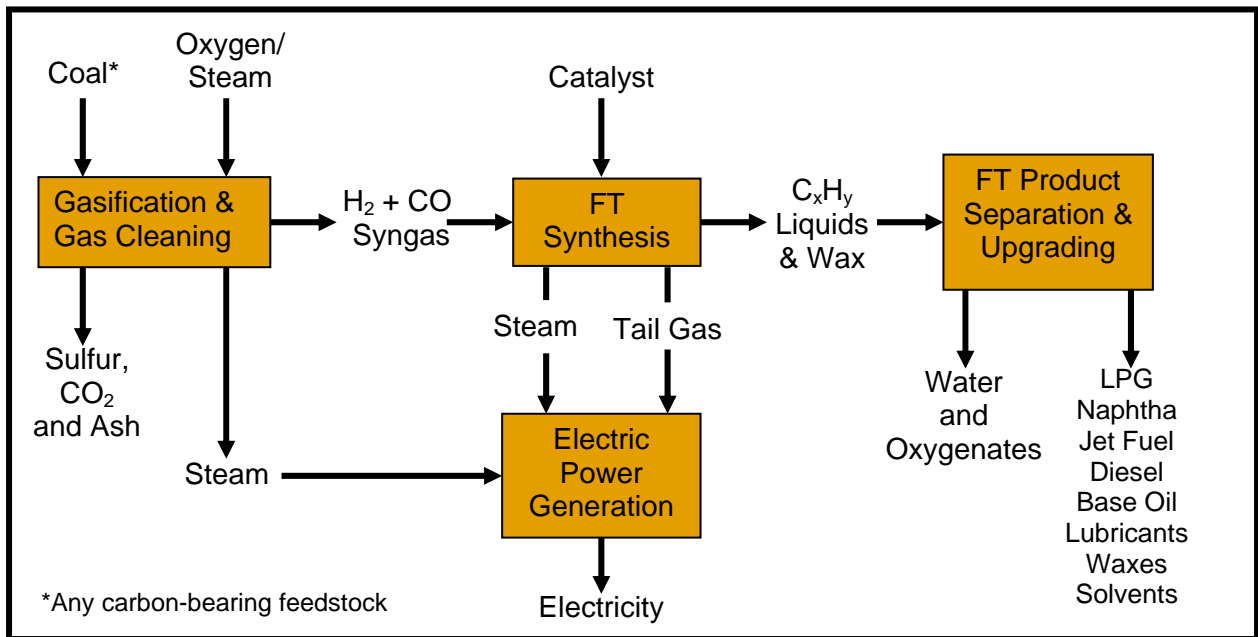 Coal*
Oxygen/
Steam
Catalyst
Gasification &
Gas Cleaning
H₂ + CO
Syngas
FT
Synthesis
CₓHᵧ
Liquids
& Wax
FT Product
Separation &
Upgrading
Sulfur,
CO₂
and Ash
Steam
Steam
Tail Gas
Electric
Power
Generation
Electricity
Water
and
Oxygenates
LPG
Naphtha
Jet Fuel
Diesel
Base Oil
Lubricants
Waxes
Solvents
*Any carbon-bearing feedstock